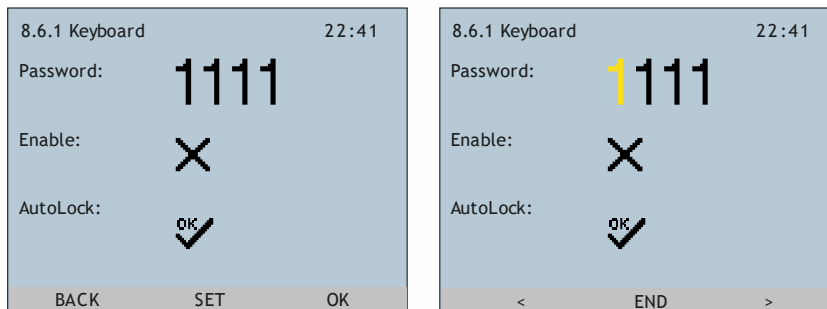 8.6.1 Keyboard 22:41
Password: 1111
Enable:
AutoLock: OK
BACK SET OK
8.6.1 Keyboard 22:41
Password: 1111
Enable:
AutoLock: OK
< END >